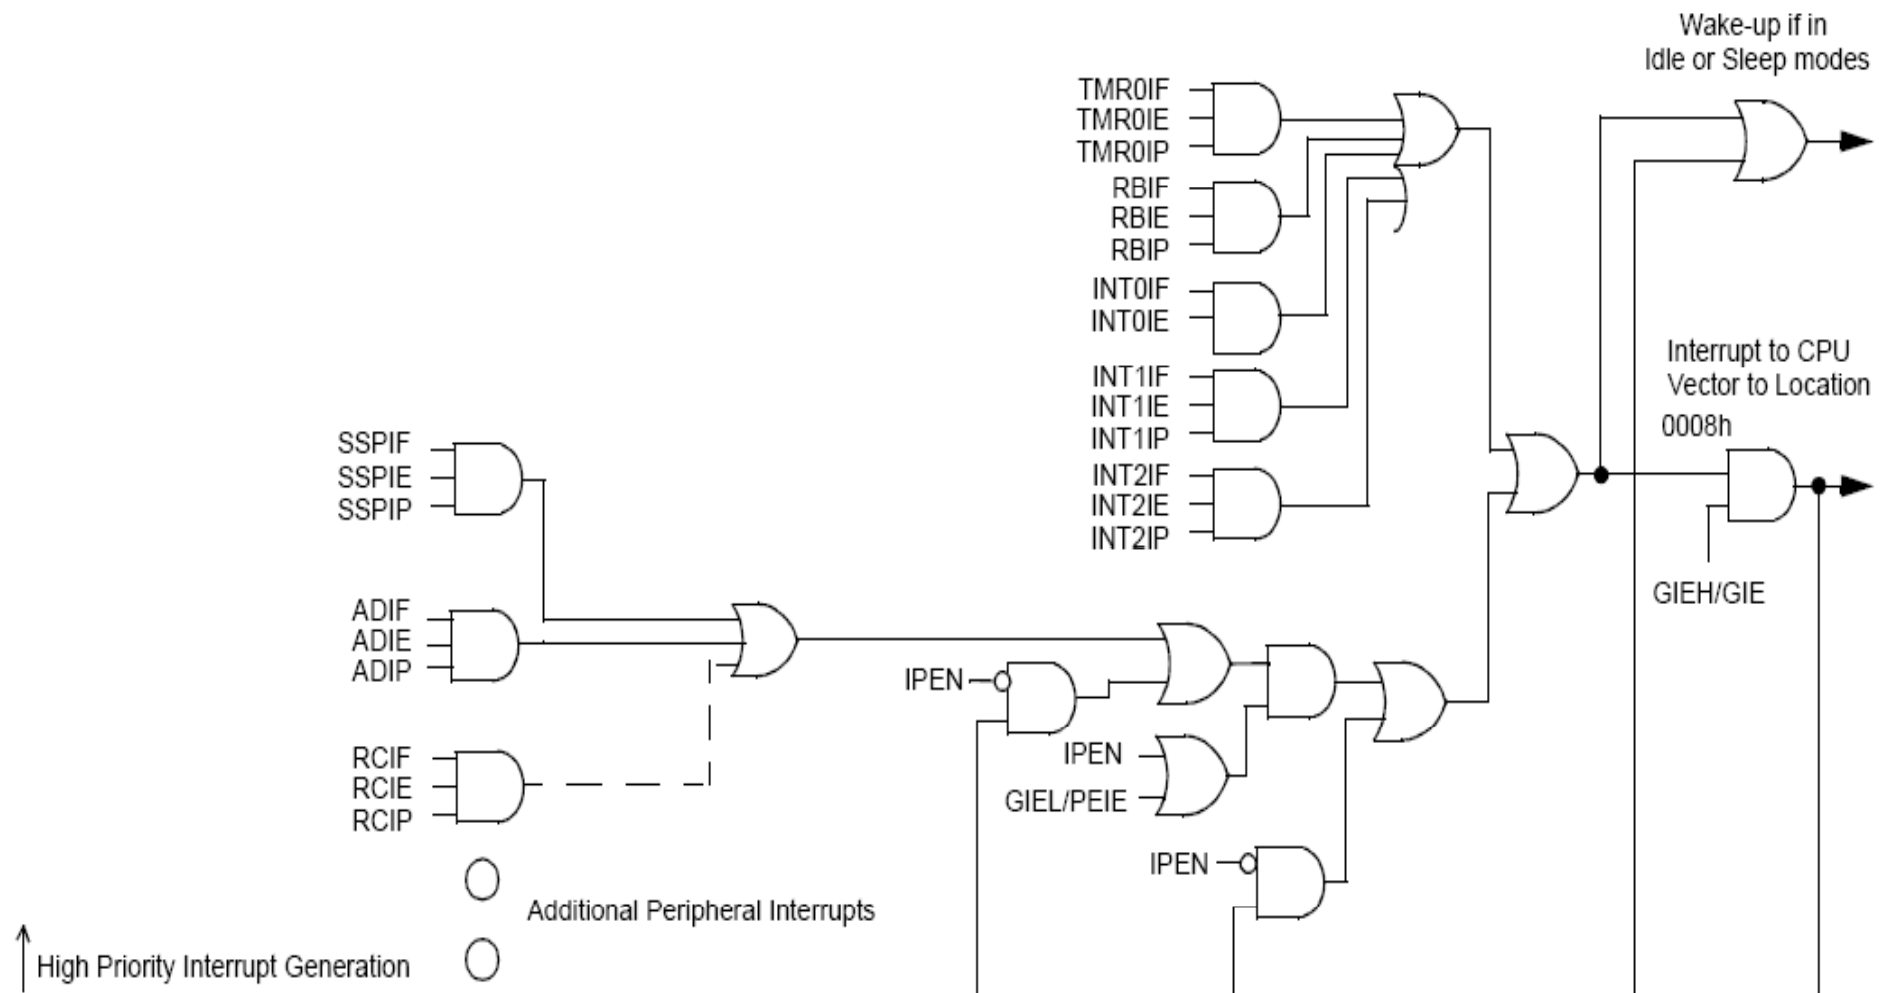 Wake-up if in
Idle or Sleep modes
TMR0IF
TMR0IE
TMR0IP
RBIF
RBIE
RBIP
INT0IF
INT0IE
Interrupt to CPU
Vector to Location
0008h
INT1IF
INT1IE
INT1IP
INT2IF
INT2IE
INT2IP
GIEH/GIE
SSPIF
SSPIE
SSPIP
ADIF
ADIE
ADIP
RCIF
RCIE
RCIP
IPEN
IPEN
GIEL/PEIE
IPEN
Additional Peripheral Interrupts
High Priority Interrupt Generation